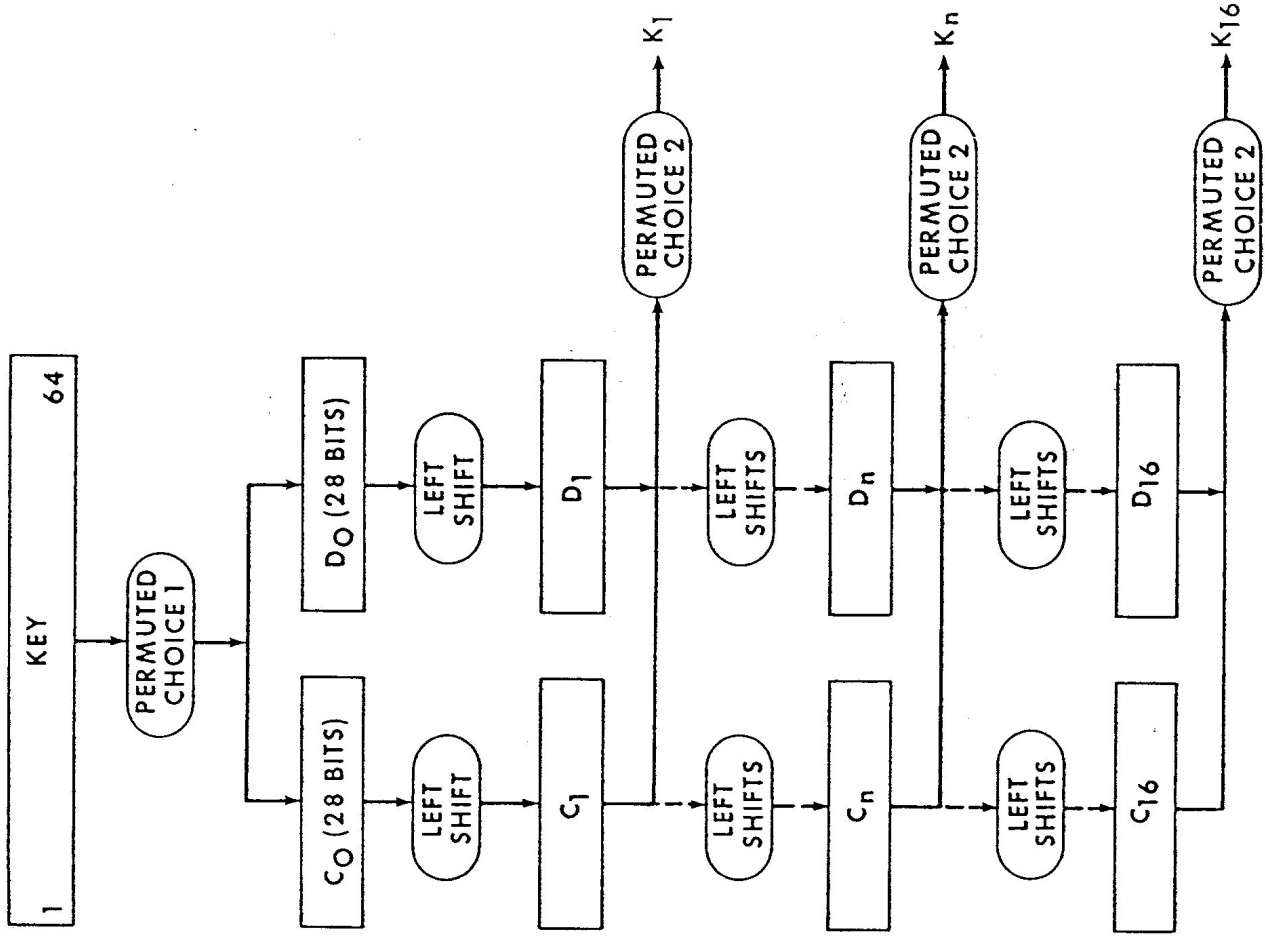 1 KEY 64
PERMUTED
CHOICE 1
C0 (28 BITS)
D0 (28 BITS)
LEFT
SHIFT
LEFT
SHIFT
C1
D1
PERMUTED
CHOICE 2
K1
LEFT
SHIFTS
LEFT
SHIFTS
Cn
Dn
PERMUTED
CHOICE 2
Kn
LEFT
SHIFTS
LEFT
SHIFTS
C16
D16
PERMUTED
CHOICE 2
K16